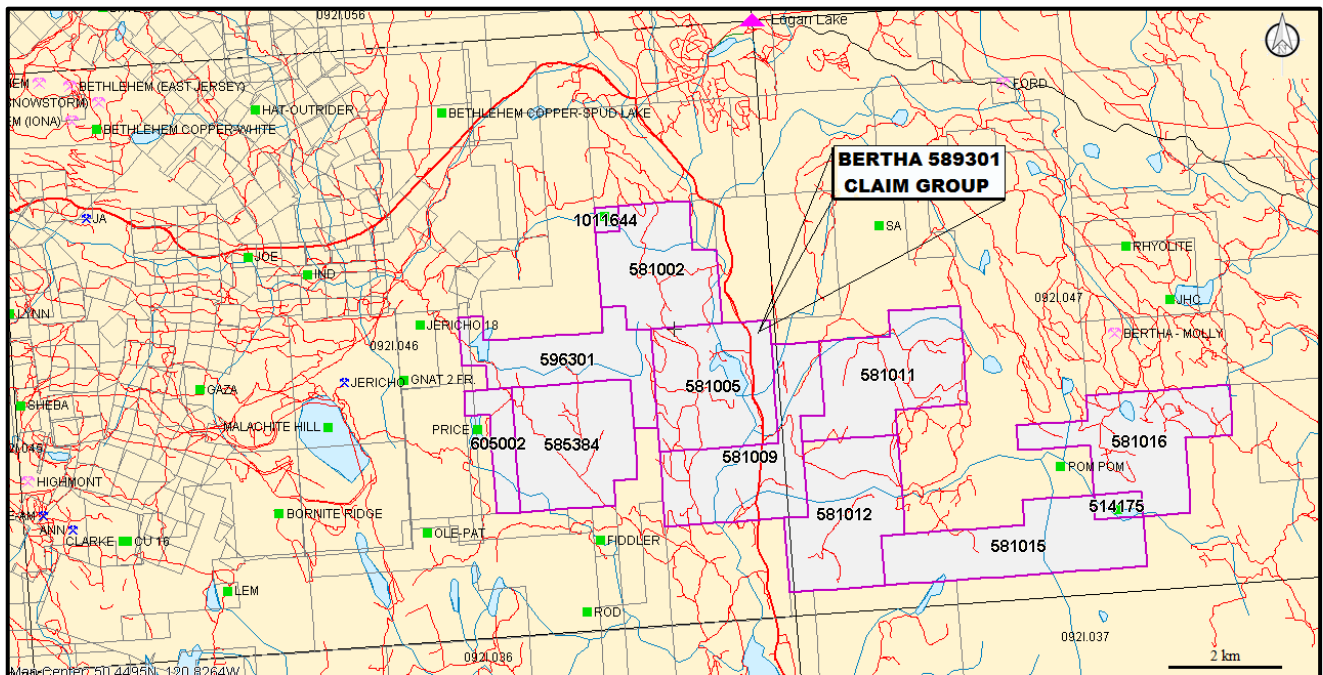 092I.056
Logan Lake
EM
BETHLEHEM (EAST JERSEY)
SNOWSTORM)
HAT-OUTRIDER
BETHLEHEM COPPER-SPUD LAKE
FORD
EM (IONA)
BETHLEHEM COPPER-WHITE
BERTHA 589301
CLAIM GROUP
JA
1011644
SA
RHYOLITE
JOE
IND
581002
092I.047
JHC
LYNN
JERICHO 18
BERTHA - MOLLY
092I.046
596301
581011
JERICHO
GNAT 2 FR.
GAZA
581005
SHEBA
MALACHITE HILL
PRICE
605002
585384
581009
581016
POM POM
HIGHMONT
514175
BORNITE RIDGE
581012
ANN
CLARKE
CU 16
OLE-PAT
FIDDLER
581015
LEM
ROD
092I.036
092I.037
2 km
Map Center: 50.4495N 120.8264W